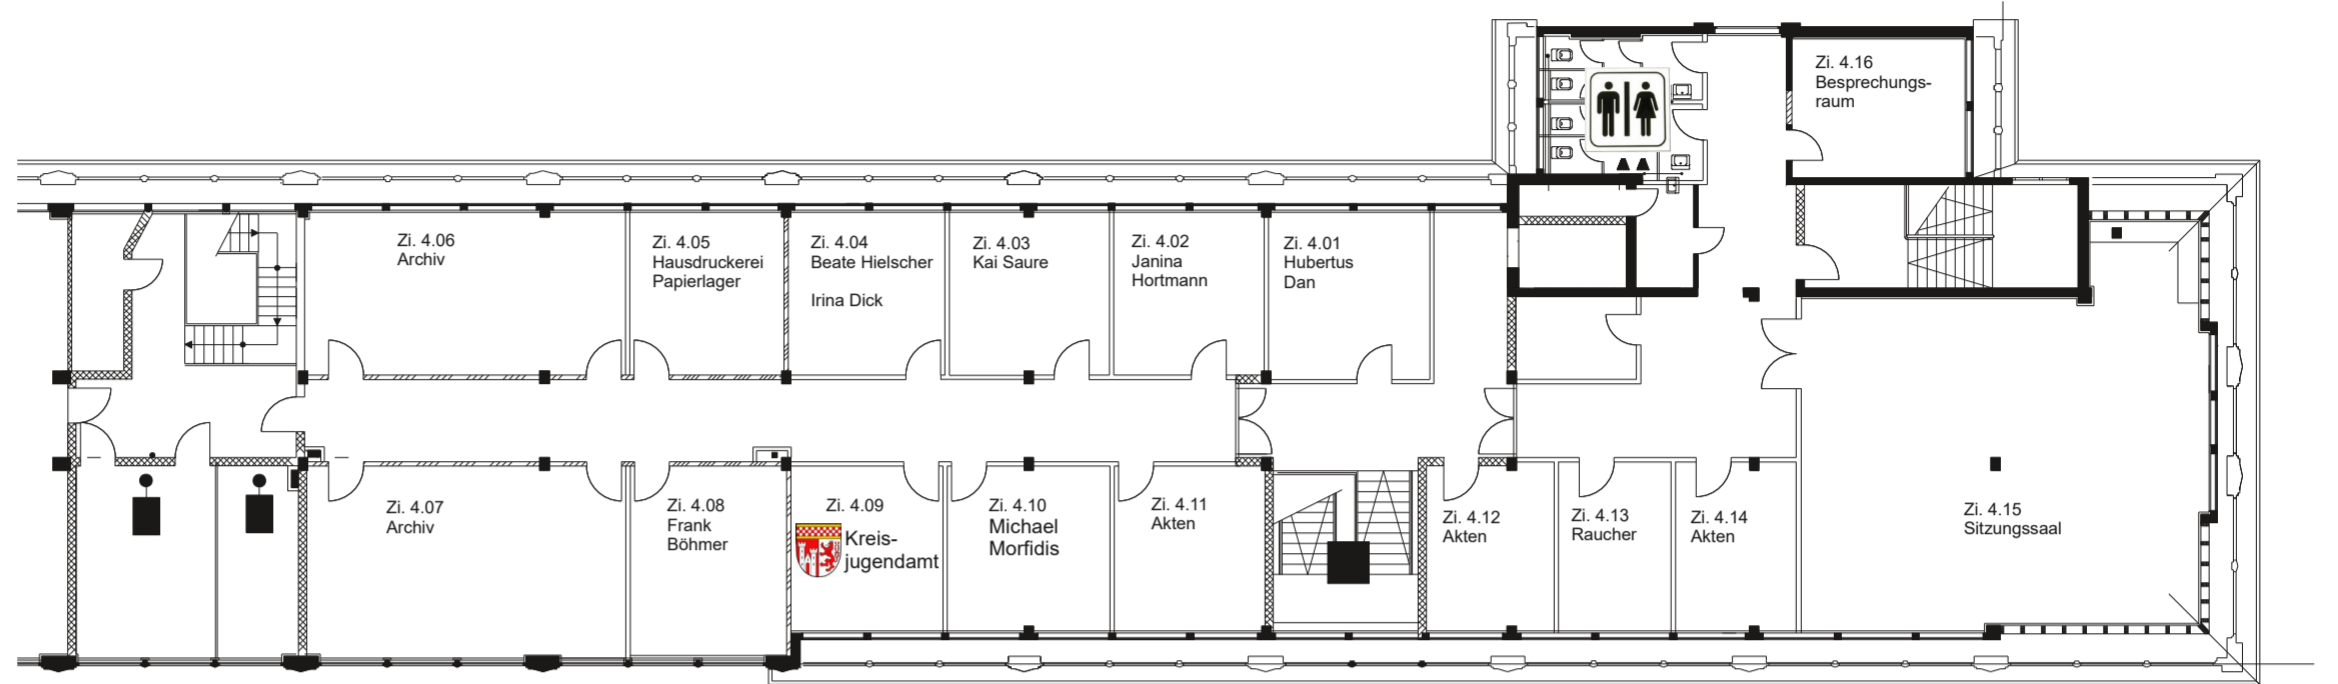 Zi. 4.16
Besprechungs-
raum
Zi. 4.06
Archiv
Zi. 4.05
Hausdruckerei
Papierlager
Zi. 4.04
Beate Hielscher
Irina Dick
Zi. 4.03
Kai Saure
Zi. 4.02
Janina
Hortmann
Zi. 4.01
Hubertus
Dan
Zi. 4.07
Archiv
Zi. 4.08
Frank
Böhmer
Zi. 4.09
Kreis-
jugendamt
Zi. 4.10
Michael
Morfidis
Zi. 4.11
Akten
Zi. 4.12
Akten
Zi. 4.13
Raucher
Zi. 4.14
Akten
Zi. 4.15
Sitzungssaal